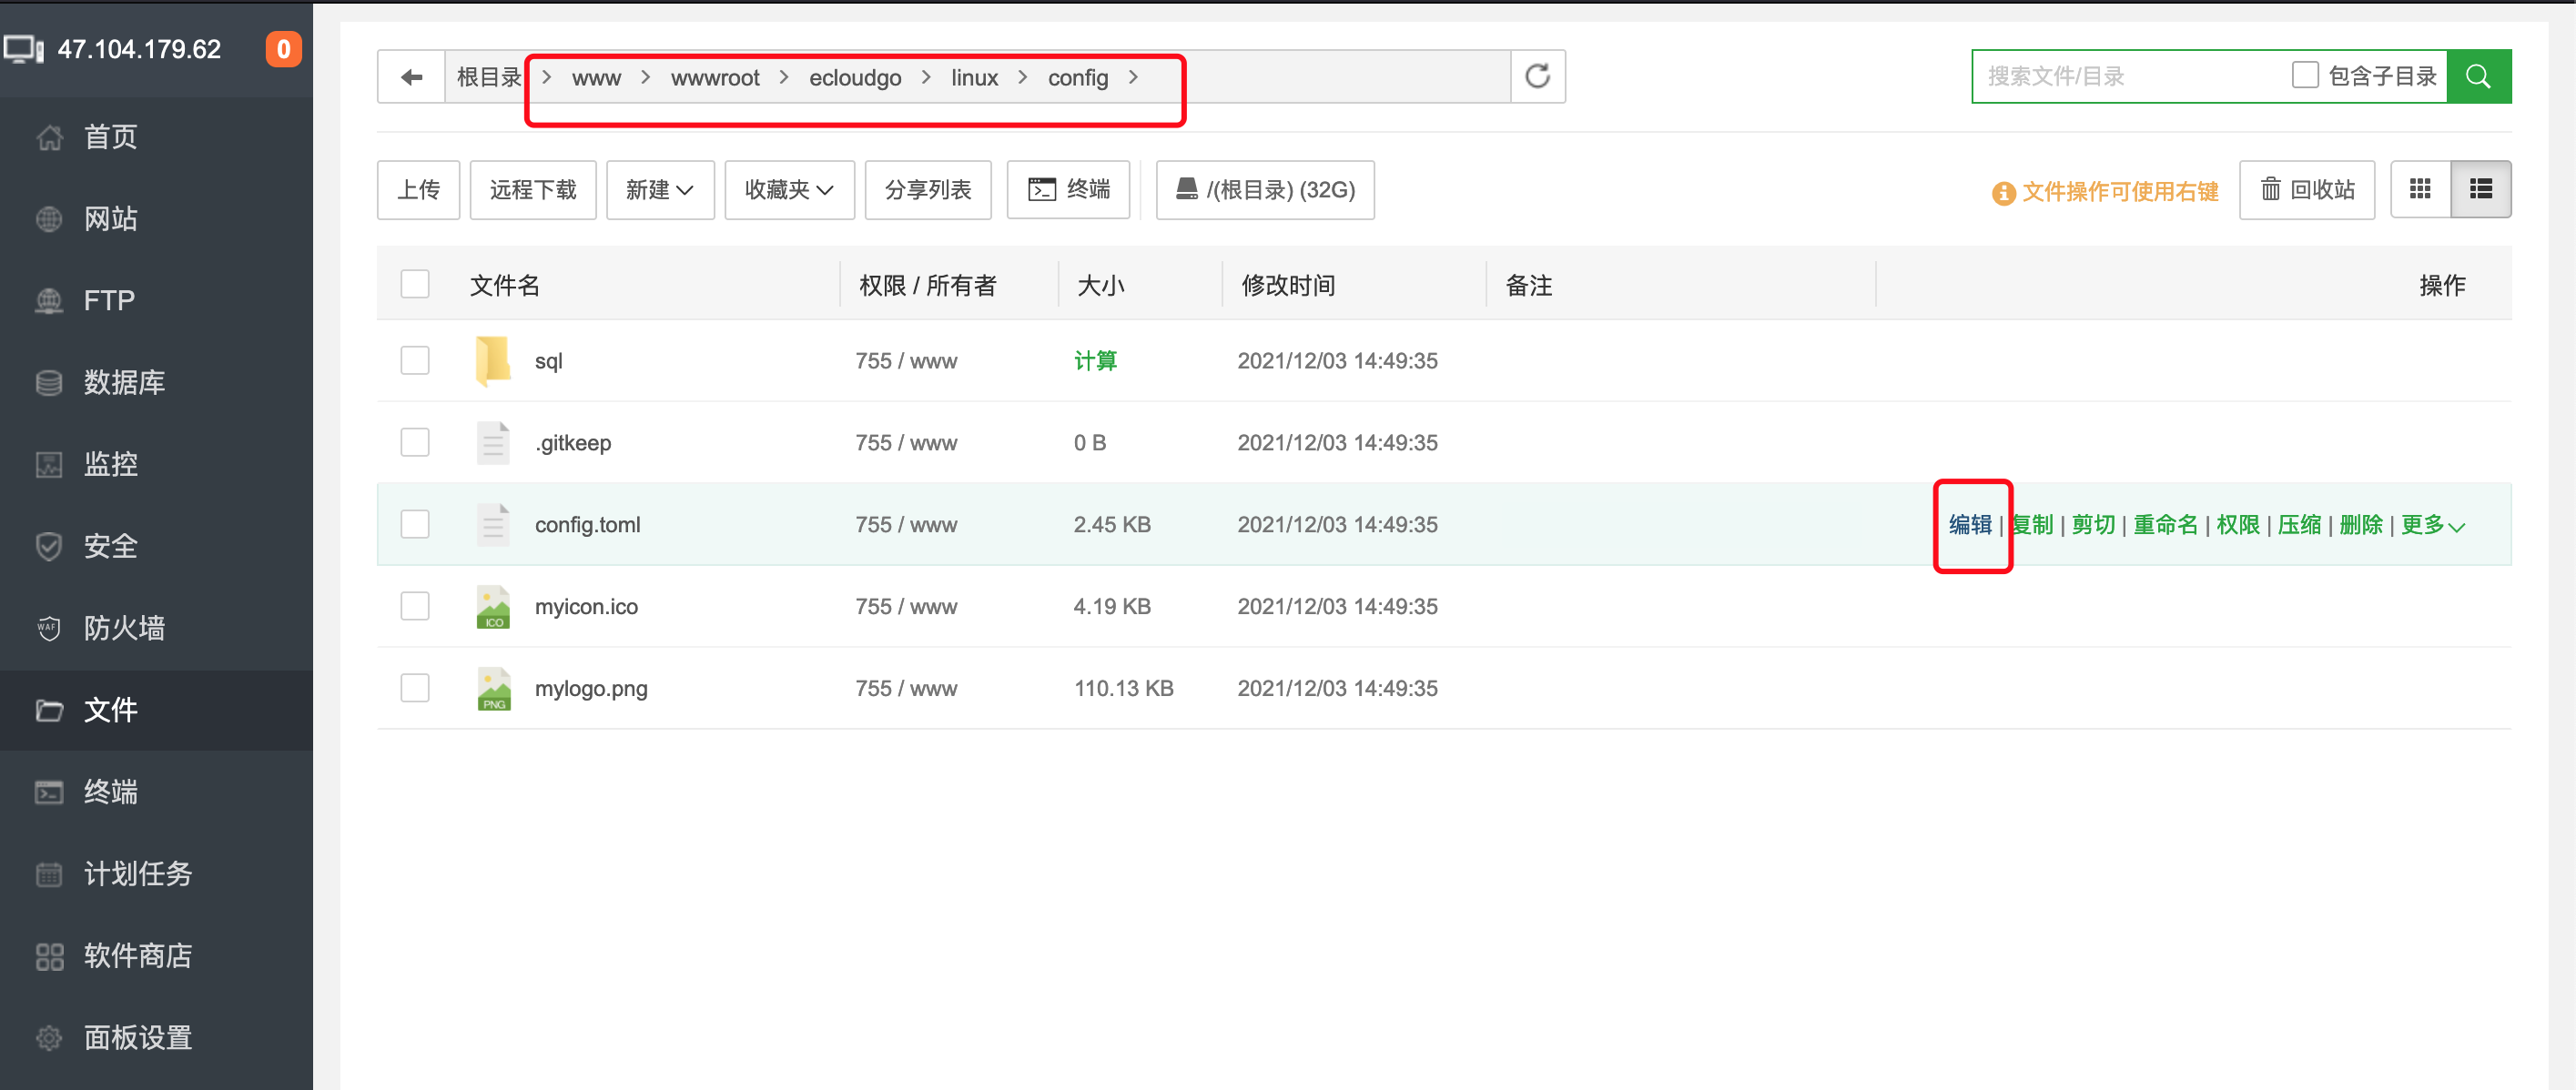 47.104.179.62 0
首页
网站
FTP
数据库
监控
安全
WAF 防火墙
文件
终端
计划任务
软件商店
面板设置
根目录 > www > wwwroot > ecloudgo > linux > config >
搜索文件/目录 包含子目录
上传 远程下载 新建 收藏夹 分享列表 终端 /(根目录) (32G)
文件操作可使用右键 回收站
文件名 权限 / 所有者 大小 修改时间 备注 操作
sql 755 / www 计算 2021/12/03 14:49:35
.gitkeep 755 / www 0 B 2021/12/03 14:49:35
config.toml 755 / www 2.45 KB 2021/12/03 14:49:35 编辑 | 复制 | 剪切 | 重命名 | 权限 | 压缩 | 删除 | 更多
ICO myicon.ico 755 / www 4.19 KB 2021/12/03 14:49:35
PNG mylogo.png 755 / www 110.13 KB 2021/12/03 14:49:35